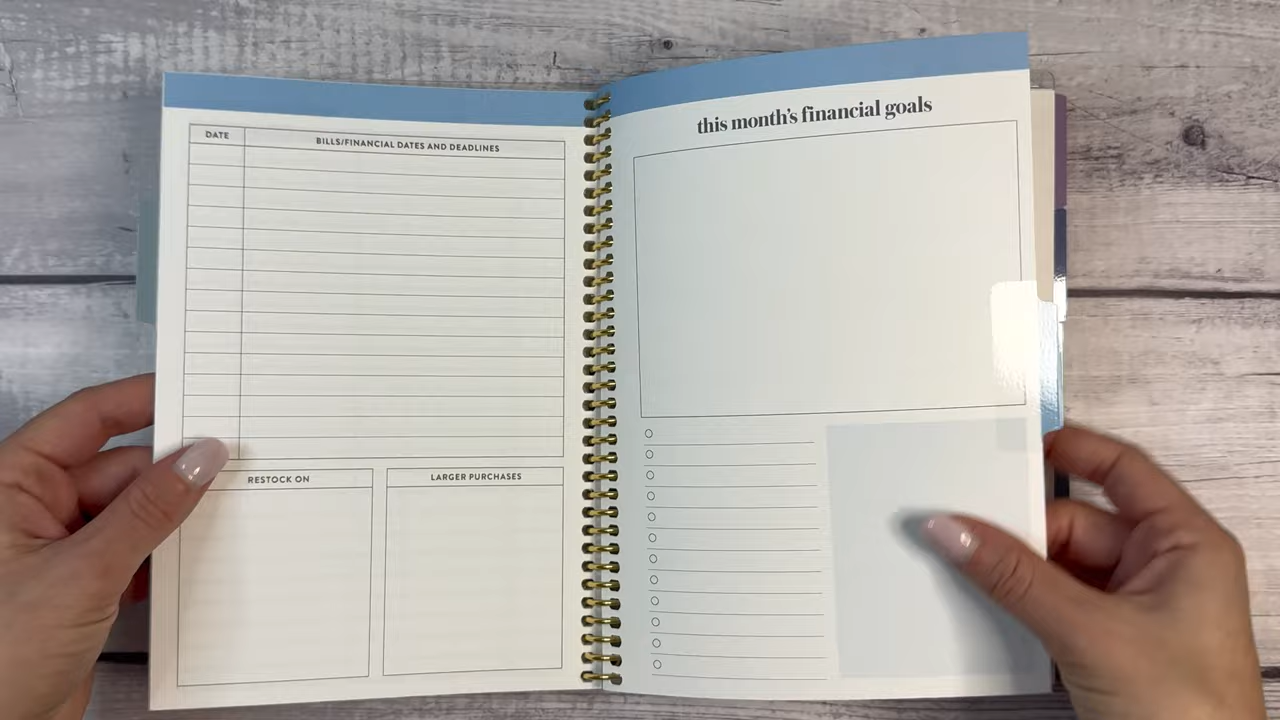 DATE
BILLS/FINANCIAL DATES AND DEADLINES
RESTOCK ON
LARGER PURCHASES
this month's financial goals